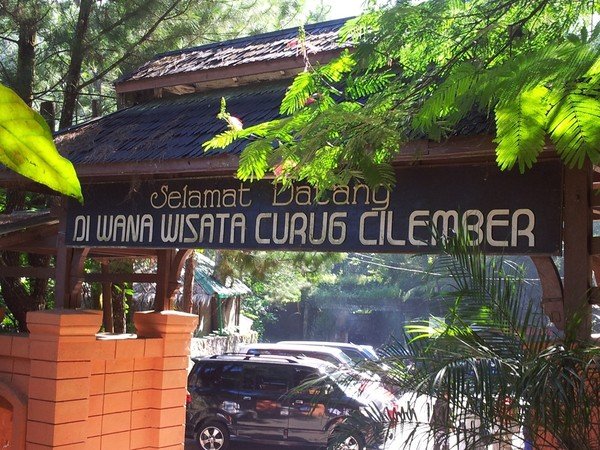 Selamat Datang
DI WANA WISATA CURUG CILEMBER